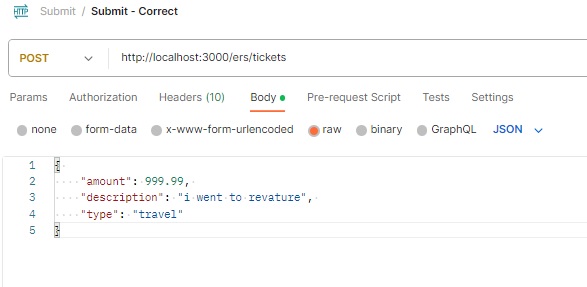 HTTP Submit / Submit - Correct
POST http://localhost:3000/ers/tickets
Params Authorization Headers (10) Body Pre-request Script Tests Settings
none form-data x-www-form-urlencoded raw binary GraphQL JSON
1 {
2 "amount": 999.99,
3 "description": "i went to revature",
4 "type": "travel"
5 }